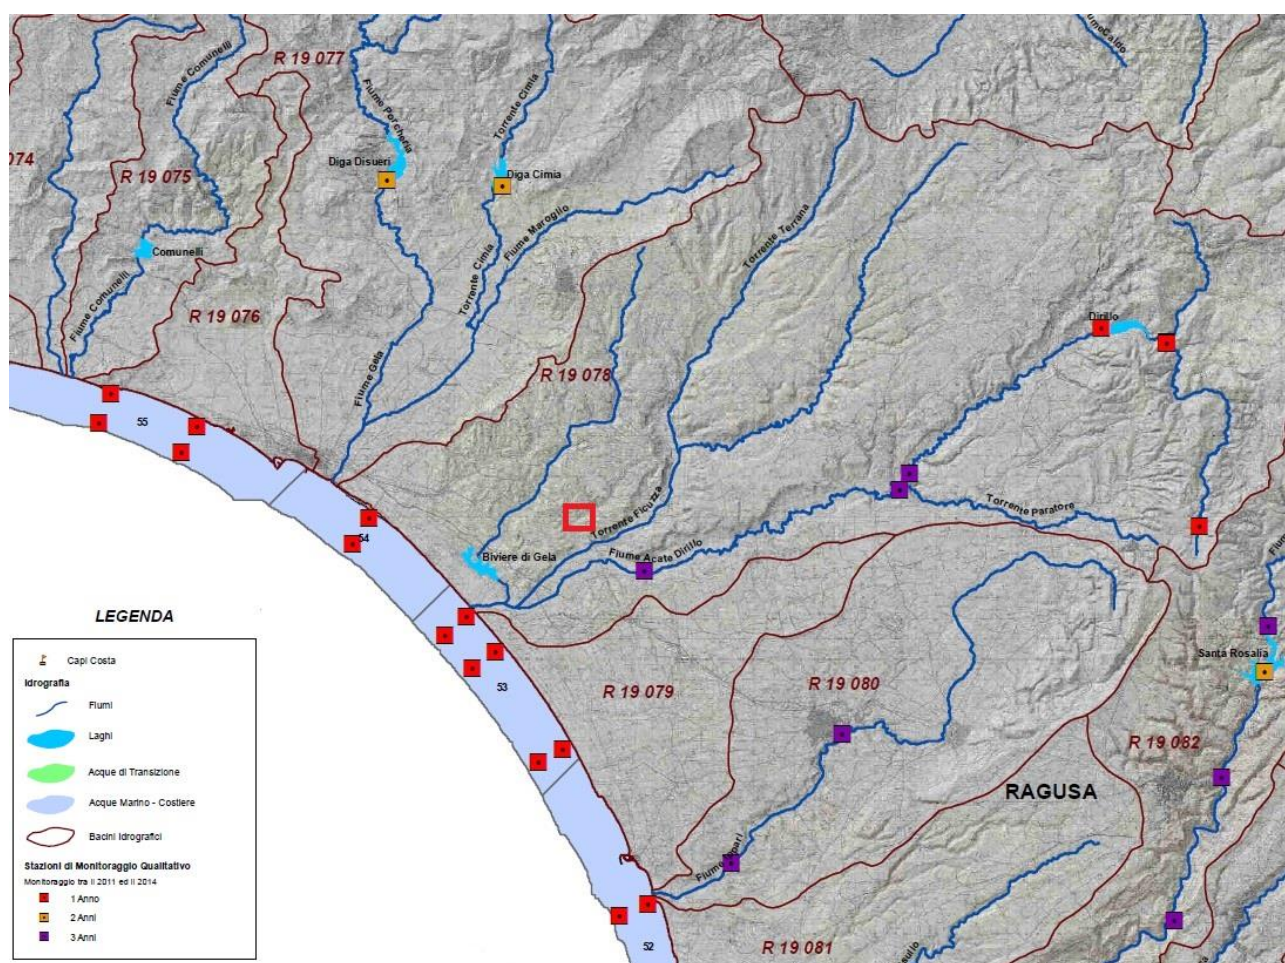 Fiume Comunelli
R 19 077
Fiume Porcheria
Torrente Cimia
074
R 19 075
Diga Disueri
Diga Cimia
Comunelli
Fiume Comunelli
Torrente Cimia
Fiume Maroglio
Torrente Terrana
R 19 076
Fiume Gela
R 19 078
Dirillo
55
54
Torrente Ficuzza
Torrente Paratore
Biviere di Gela
Fiume Acate Dirillo
53
R 19 079
R 19 080
Santa Rosalia
R 19 082
RAGUSA
52
R 19 081
LEGENDA
Capi Costa
Idrografia
Fiumi
Laghi
Acque di Transizione
Acque Marino - Costiere
Bacini Idrografici
Stazioni di Monitoraggio Qualitativo
Monitoraggio tra il 2011 ed il 2014
1 Anno
2 Anni
3 Anni